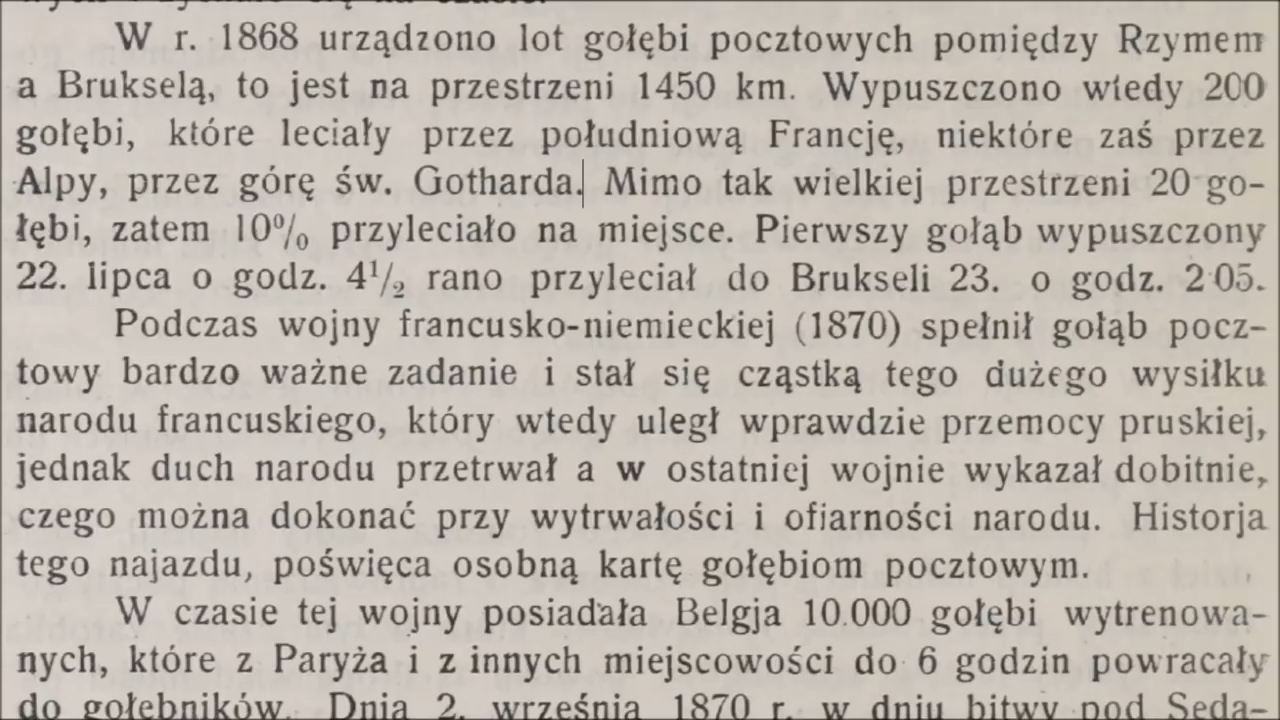 W r. 1868 urządzono lot gołębi pocztowych pomiędzy Rzymem
a Brukselą, to jest na przestrzeni 1450 km. Wypuszczono wtedy 200
gołębi, które leciały przez południową Francję, niektóre zaś przez
Alpy, przez górę św. Gotharda. Mimo tak wielkiej przestrzeni 20 go-
łębi, zatem 10% przyleciało na miejsce. Pierwszy gołąb wypuszczony
22. lipca o godz. 4½ rano przyleciał do Brukseli 23. o godz. 2·05.
Podczas wojny francusko-niemieckiej (1870) spełnił gołąb pocz-
towy bardzo ważne zadanie i stał się cząstką tego dużego wysiłku
narodu francuskiego, który wtedy uległ wprawdzie przemocy pruskiej,
jednak duch narodu przetrwał a w ostatniej wojnie wykazał dobitnie,
czego można dokonać przy wytrwałości i ofiarności narodu. Historja
tego najazdu, poświęca osobną kartę gołębiom pocztowym.
W czasie tej wojny posiadała Belgja 10.000 gołębi wytrenowa-
nych, które z Paryża i z innych miejscowości do 6 godzin powracały
do gołębników. Dnia 2. września 1870 r. w dniu bitwy pod Seda-